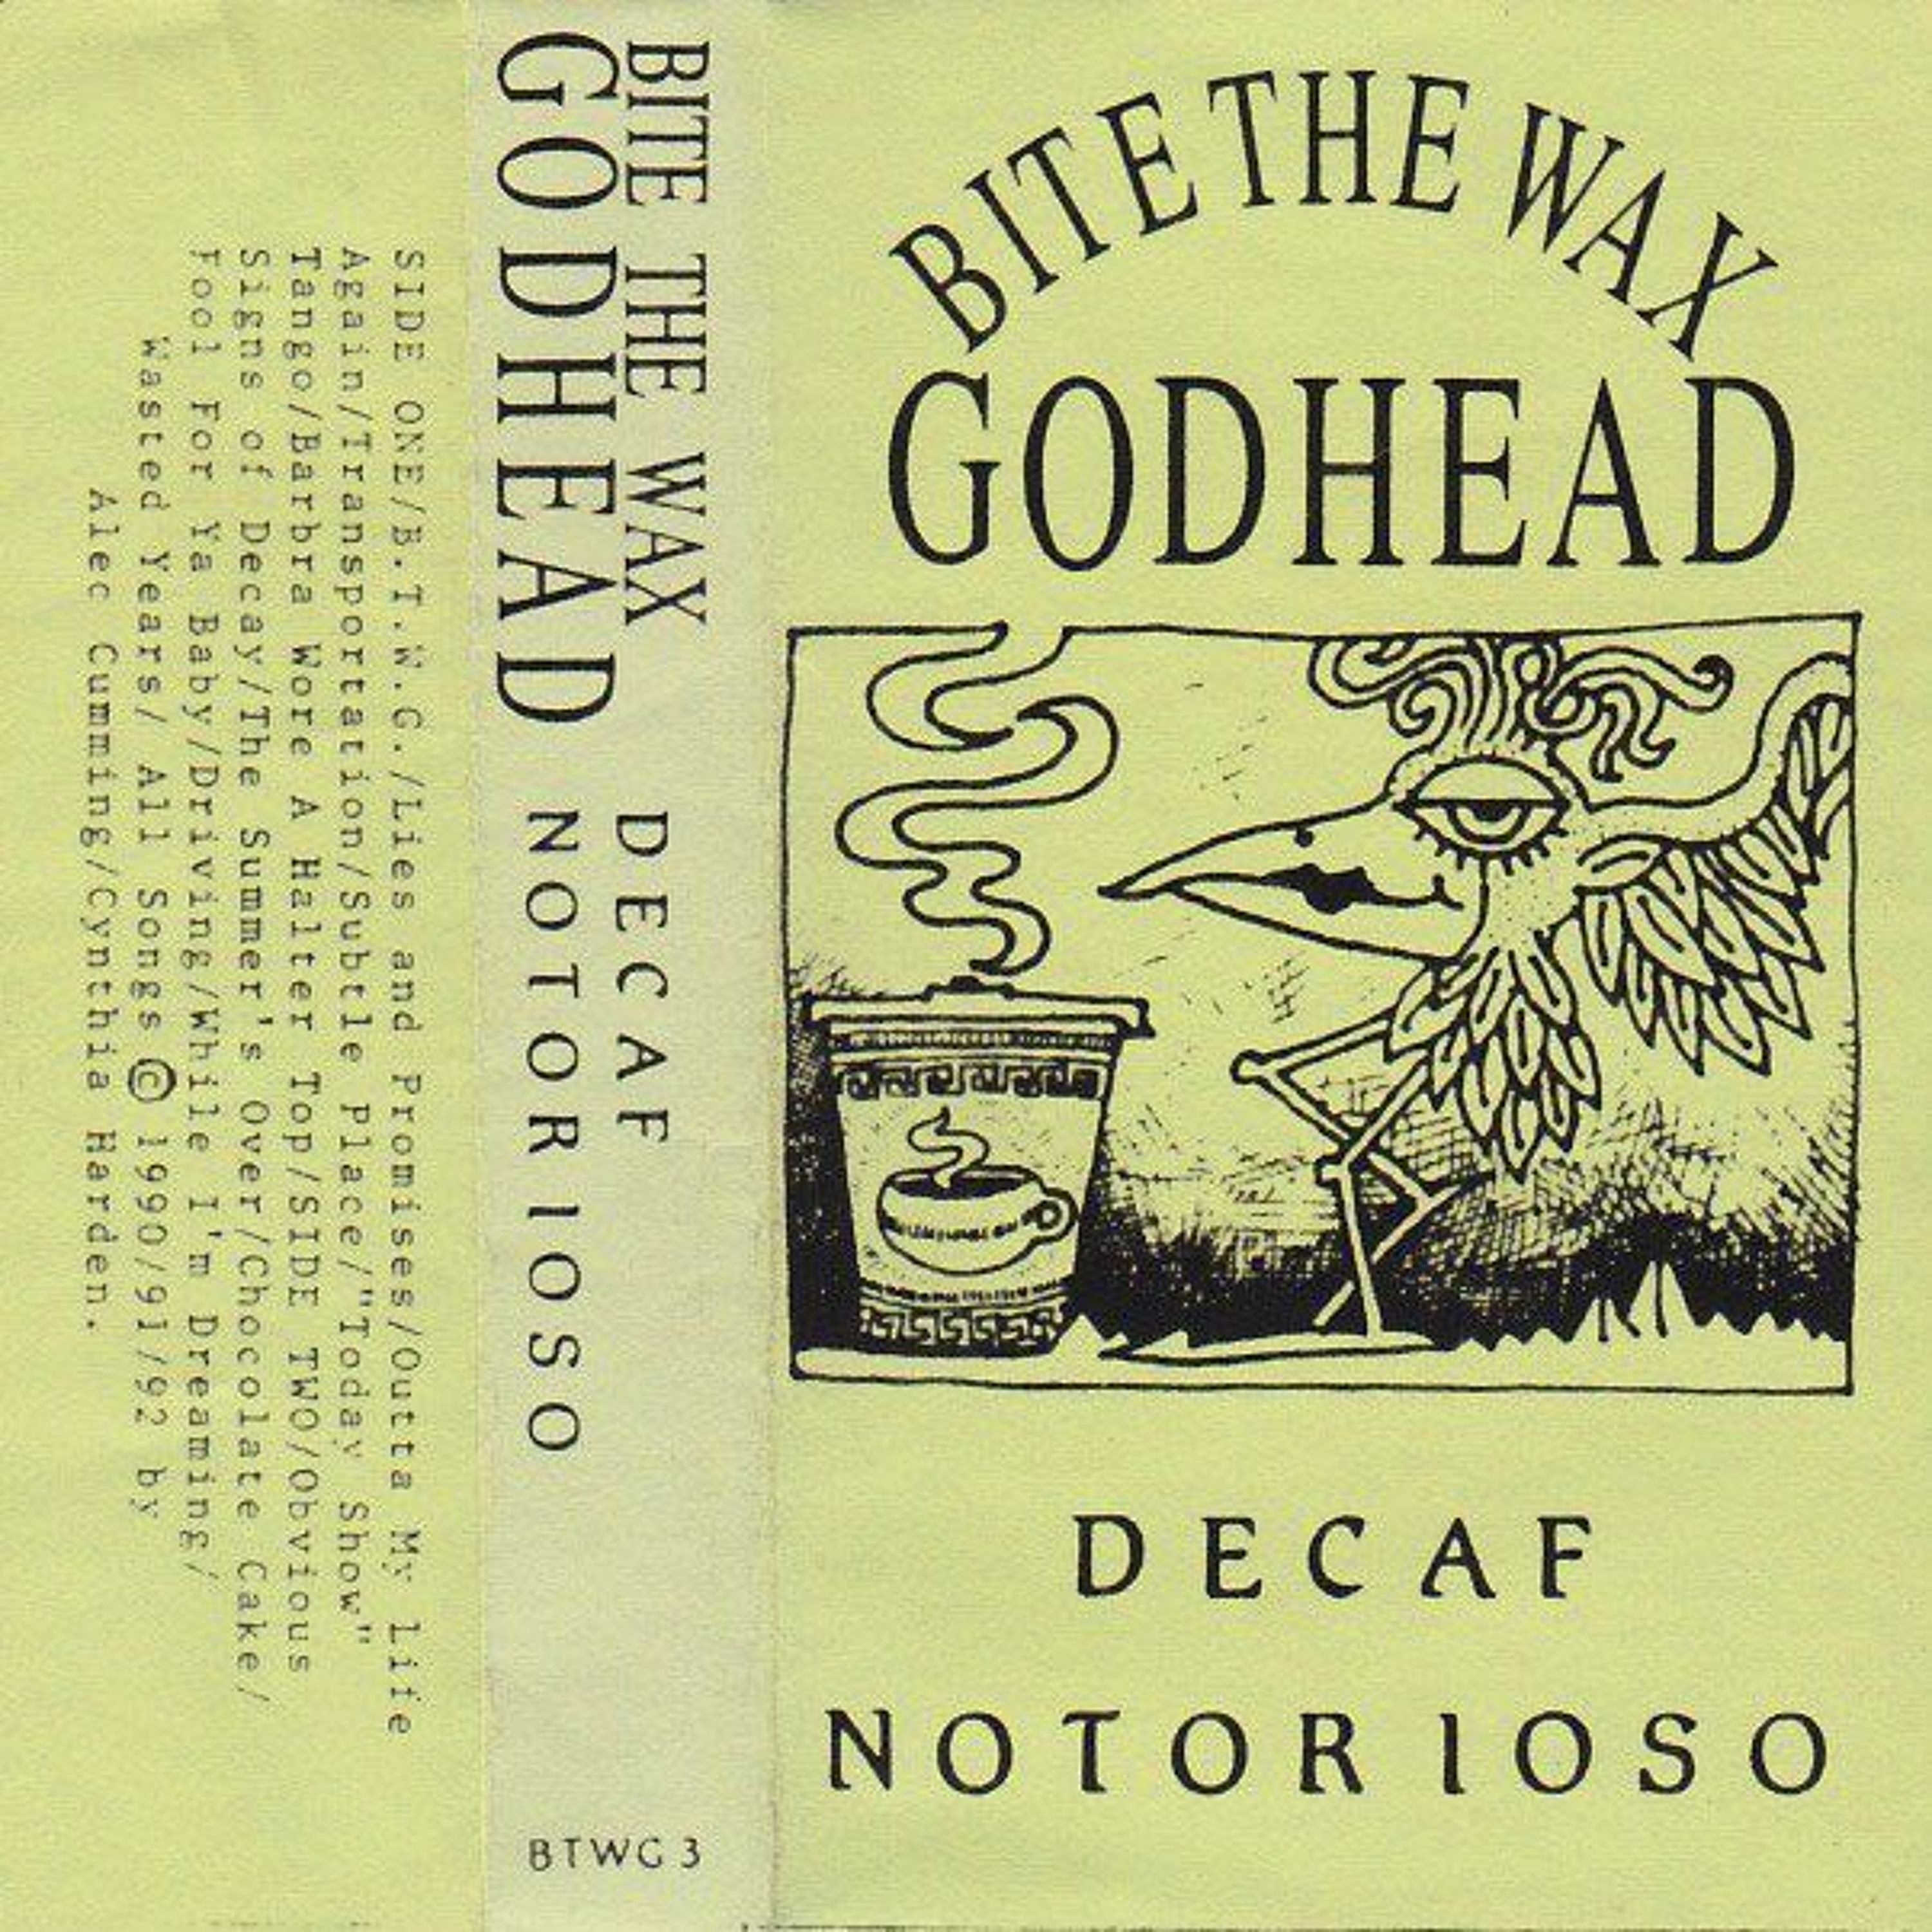 SIDE ONE/B.T.W.G./Lies and Promises/Outta My life
Again/Transportation/Subtle Place/"Today Show"
Tango/Barbra Wore A Halter Top/SIDE TWO/Obvious
Signs of Decay/The Summer's Over/Chocolate Cake/
Fool For Ya Baby/Driving/While I'm Dreaming/
Wasted Years/ All Songs © 1990/91/92 by
Alec Cumming/Cynthia Harden.
BITE THE WAX
GODHEAD
DECAF
NOTORIOSO
BTWG 3
BITE THE WAX
GODHEAD
DECAF
NOTORIOSO